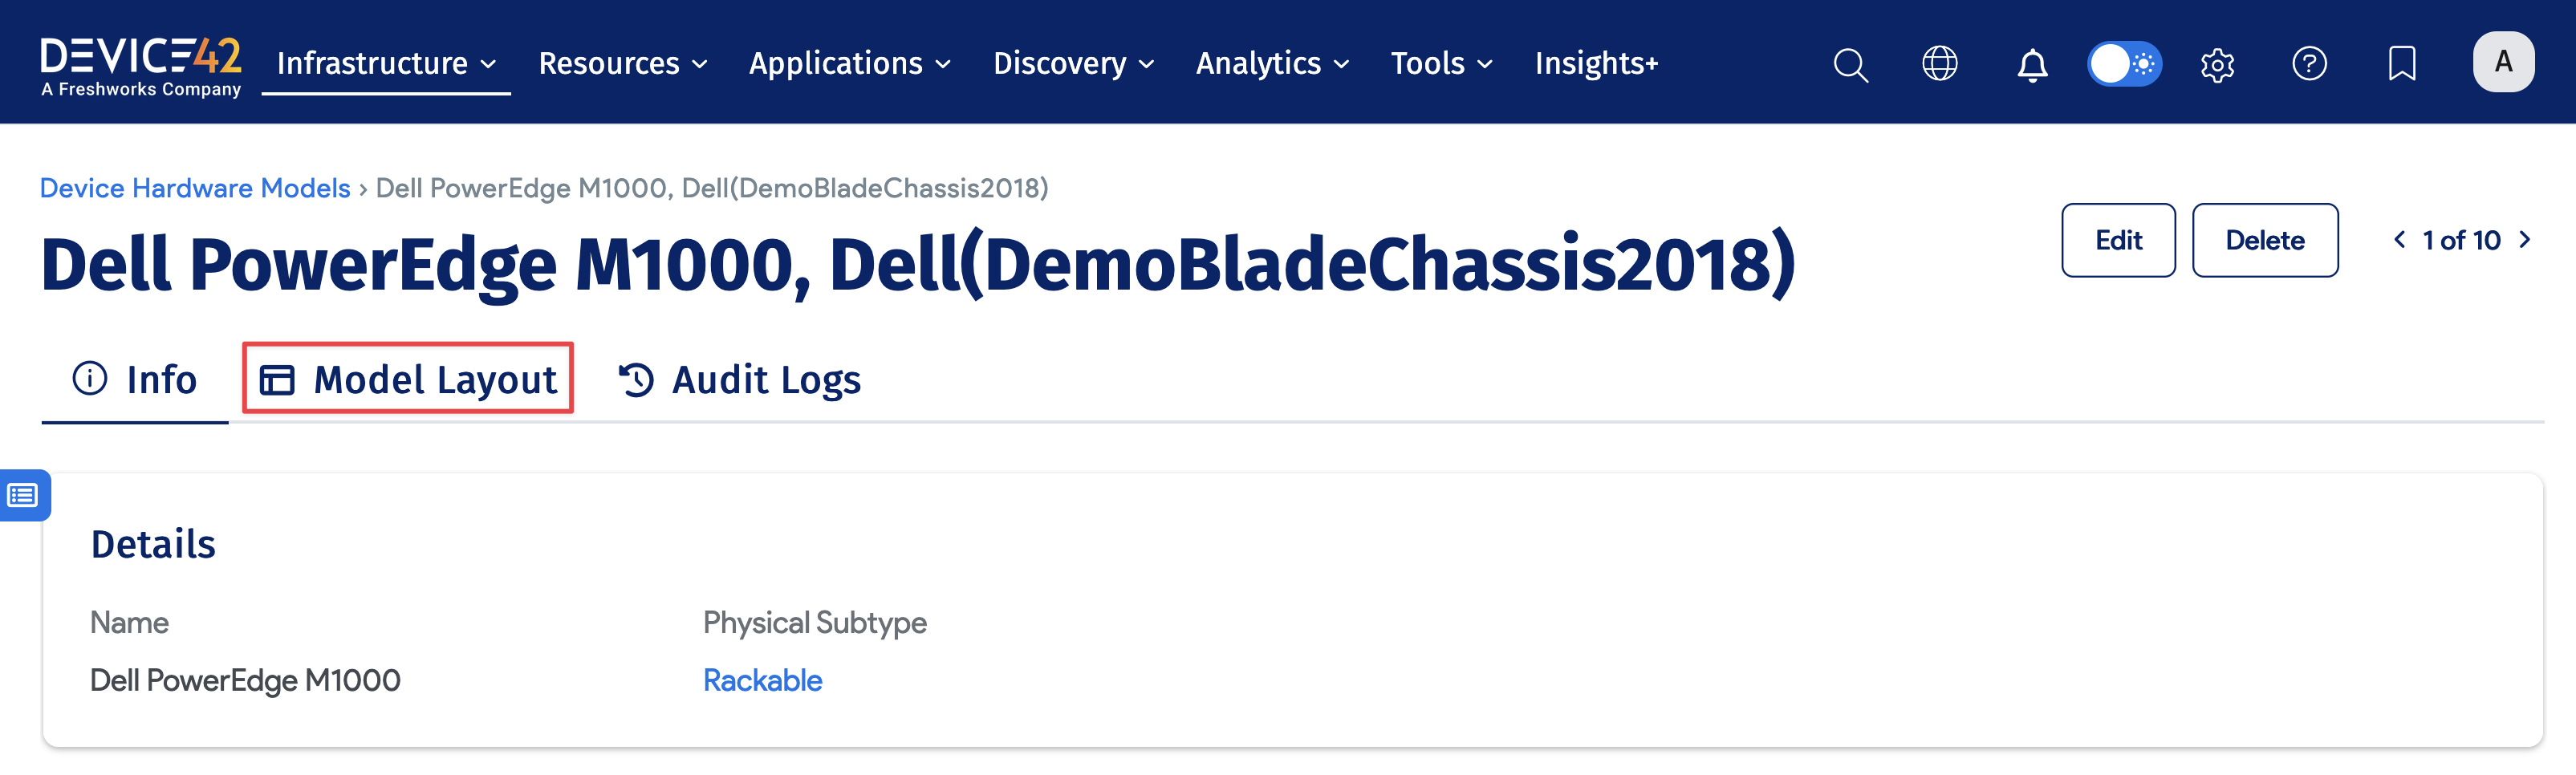 DEVICE42
A Freshworks Company
Infrastructure Resources Applications Discovery Analytics Tools Insights+
A
Device Hardware Models › Dell PowerEdge M1000, Dell(DemoBladeChassis2018)
Dell PowerEdge M1000, Dell(DemoBladeChassis2018)
Edit Delete 1 of 10
Info Model Layout Audit Logs
Details
Name Physical Subtype
Dell PowerEdge M1000 Rackable